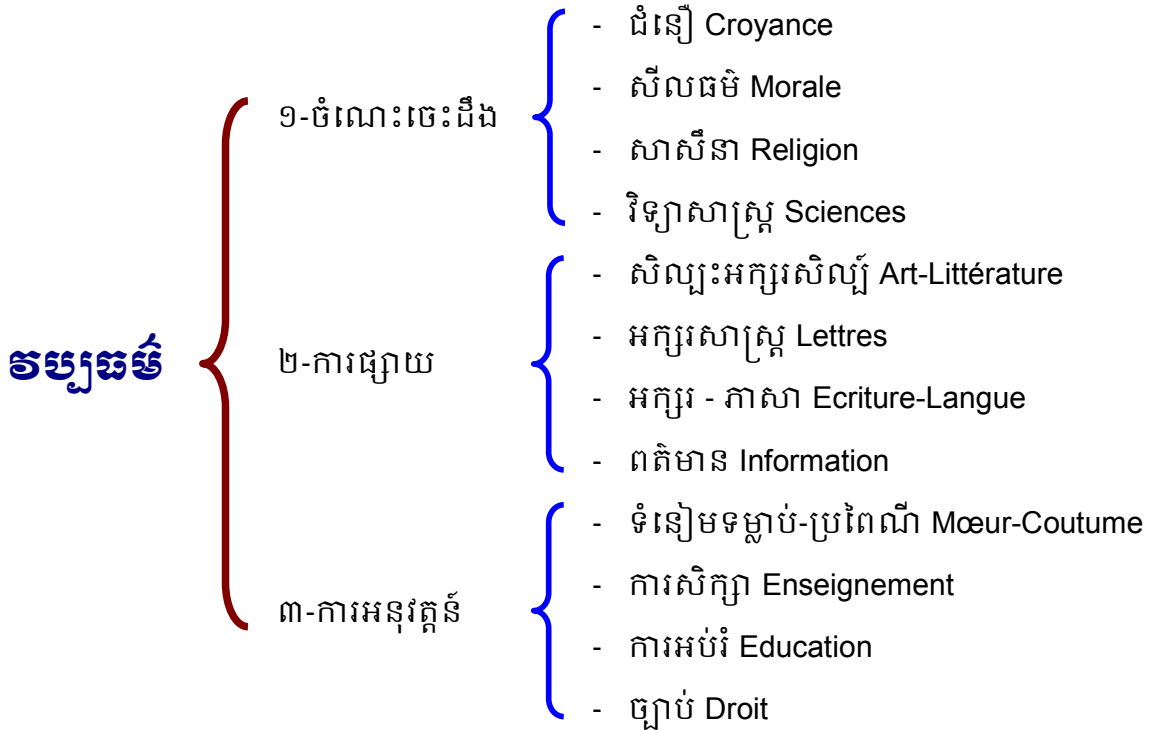 វប្បធម៌
១-ចំណេះចេះដឹង
- ជំនឿ Croyance
- សីលធម៌ Morale
- សាសឹនា Religion
- វិទ្យាសាស្ត្រ Sciences
២-ការផ្សាយ
- សិល្បះអក្សរសិល្ប៍ Art-Littérature
- អក្សរសាស្ត្រ Lettres
- អក្សរ - ភាសា Ecriture-Langue
- ពត៌មាន Information
៣-ការអនុវត្តន៍
- ទំនៀមទម្លាប់-ប្រពៃណី Mœur-Coutume
- ការសិក្សា Enseignement
- ការអប់រំ Education
- ច្បាប់ Droit